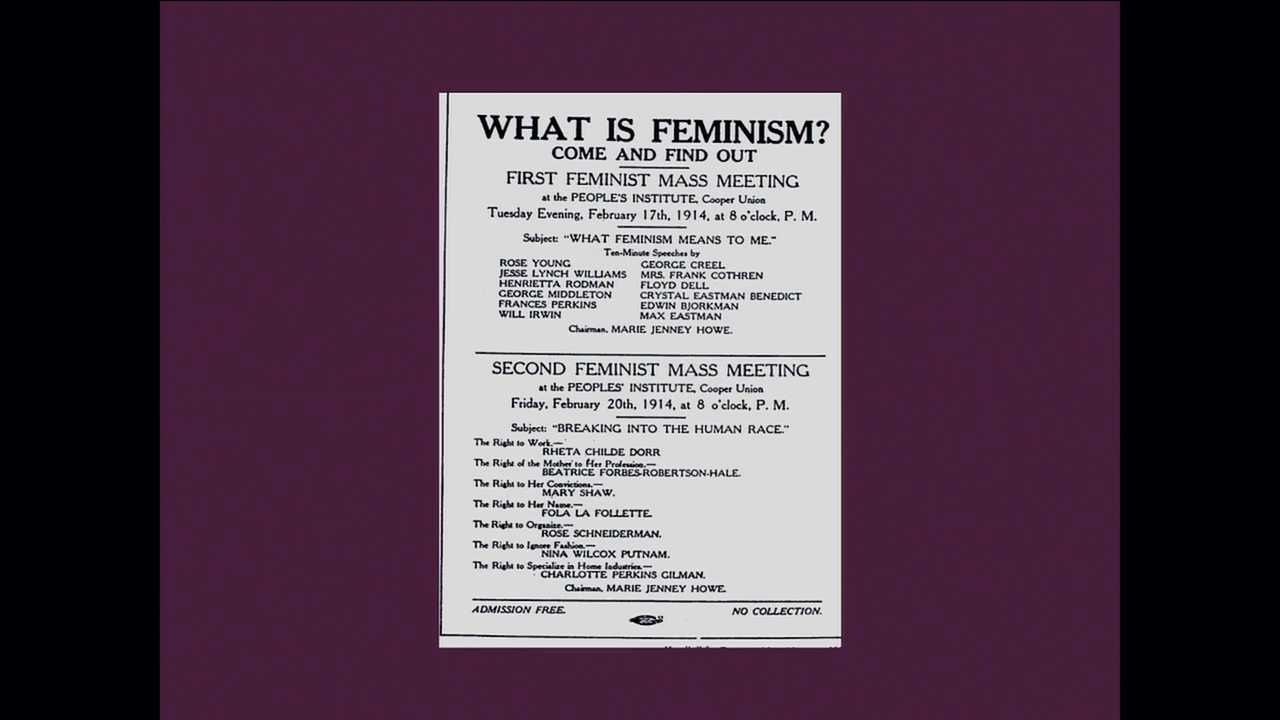 WHAT IS FEMINISM?
COME AND FIND OUT
FIRST FEMINIST MASS MEETING
at the PEOPLE'S INSTITUTE, Cooper Union
Tuesday Evening, February 17th, 1914, at 8 o'clock, P. M.
Subject: "WHAT FEMINISM MEANS TO ME."
Ten-Minute Speeches by
ROSE YOUNG GEORGE CREEL
JESSE LYNCH WILLIAMS MRS. FRANK COTHREN
HENRIETTA RODMAN FLOYD DELL
GEORGE MIDDLETON CRYSTAL EASTMAN BENEDICT
FRANCES PERKINS EDWIN BJORKMAN
WILL IRWIN MAX EASTMAN
Chairman, MARIE JENNEY HOWE.
SECOND FEMINIST MASS MEETING
at the PEOPLES' INSTITUTE, Cooper Union
Friday, February 20th, 1914, at 8 o'clock, P. M.
Subject: "BREAKING INTO THE HUMAN RACE."
The Right to Work.—
RHETA CHILDE DORR
The Right of the Mother to Her Profession.—
BEATRICE FORBES-ROBERTSON-HALE.
The Right to Her Convictions.—
MARY SHAW.
The Right to Her Name.—
FOLA LA FOLLETTE.
The Right to Organize.—
ROSE SCHNEIDERMAN.
The Right to Ignore Fashion.—
NINA WILCOX PUTNAM.
The Right to Specialize in Home Industries.—
CHARLOTTE PERKINS GILMAN.
Chairman, MARIE JENNEY HOWE.
ADMISSION FREE. NO COLLECTION.